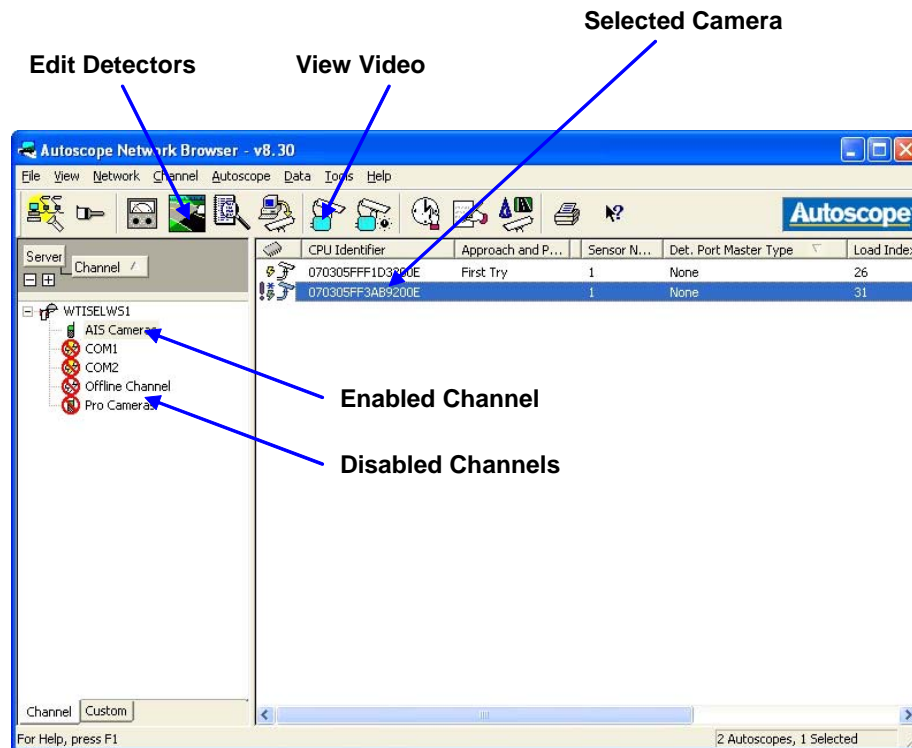 Selected Camera
Edit Detectors View Video
Autoscope Network Browser - v8.30
File View Network Channel Autoscope Data Tools Help
Autoscope
Server
Channel /
CPU Identifier Approach and P... Sensor N... Det. Port Master Type Load Index
070305FFF1D3200E First Try 1 None 26
070305FF3AB9200E 1 None 31
WTISELWS1
AIS Cameras
COM1
COM2
Offline Channel
Pro Cameras
Enabled Channel
Disabled Channels
Channel Custom
For Help, press F1 2 Autoscopes, 1 Selected